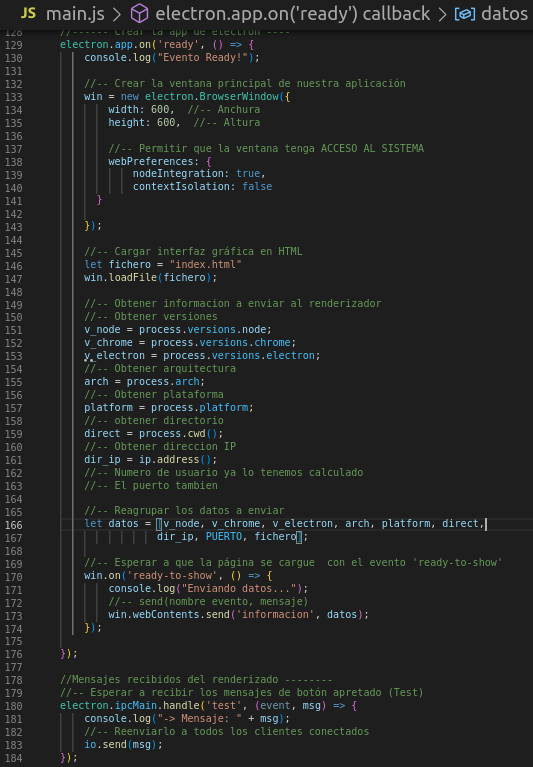 JS main.js > electron.app.on('ready') callback > datos
128 //------ Crear la app de electron ----
129 electron.app.on('ready', () => {
130 console.log("Evento Ready!");
131
132 //-- Crear la ventana principal de nuestra aplicación
133 win = new electron.BrowserWindow({
134 width: 600, //-- Anchura
135 height: 600, //-- Altura
136
137 //-- Permitir que la ventana tenga ACCESO AL SISTEMA
138 webPreferences: {
139 nodeIntegration: true,
140 contextIsolation: false
141 }
142
143 });
144
145 //-- Cargar interfaz gráfica en HTML
146 let fichero = "index.html"
147 win.loadFile(fichero);
148
149 //-- Obtener informacion a enviar al renderizador
150 //-- Obtener versiones
151 v_node = process.versions.node;
152 v_chrome = process.versions.chrome;
153 v_electron = process.versions.electron;
154 //-- Obtener arquitectura
155 arch = process.arch;
156 //-- Obtener plataforma
157 platform = process.platform;
158 //-- obtener directorio
159 direct = process.cwd();
160 //-- Obtener direccion IP
161 dir_ip = ip.address();
162 //-- Numero de usuario ya lo tenemos calculado
163 //-- El puerto tambien
164
165 //-- Reagrupar los datos a enviar
166 let datos = [v_node, v_chrome, v_electron, arch, platform, direct,
167 dir_ip, PUERTO, fichero];
168
169 //-- Esperar a que la página se cargue con el evento 'ready-to-show'
170 win.on('ready-to-show', () => {
171 console.log("Enviando datos...");
172 //-- send(nombre evento, mensaje)
173 win.webContents.send('informacion', datos);
174 });
175
176 });
177
178 //Mensajes recibidos del renderizado --------
179 //-- Esperar a recibir los mensajes de botón apretado (Test)
180 electron.ipcMain.handle('test', (event, msg) => {
181 console.log("-> Mensaje: " + msg);
182 //-- Reenviarlo a todos los clientes conectados
183 io.send(msg);
184 });